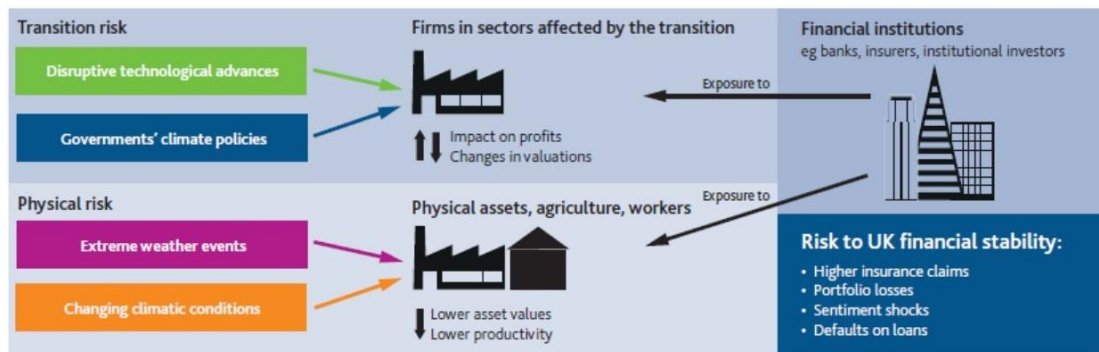 Transition risk
Disruptive technological advances
Governments' climate policies
Firms in sectors affected by the transition
Impact on profits
Changes in valuations
Exposure to
Financial institutions
eg banks, insurers, institutional investors
Physical risk
Extreme weather events
Changing climatic conditions
Physical assets, agriculture, workers
Lower asset values
Lower productivity
Exposure to
Risk to UK financial stability:
• Higher insurance claims
• Portfolio losses
• Sentiment shocks
• Defaults on loans